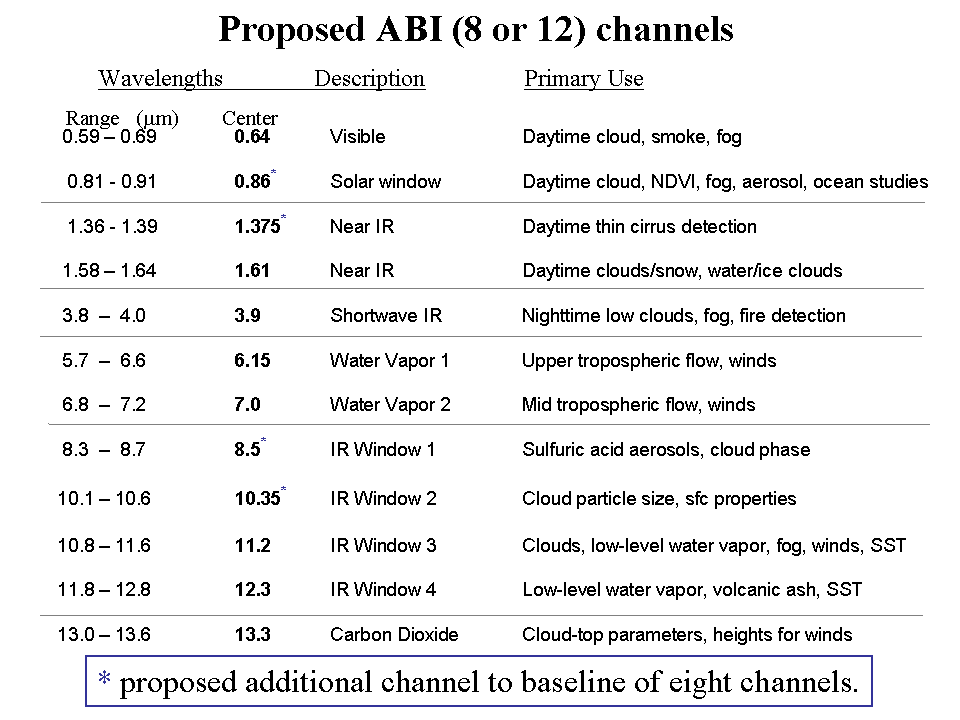 Proposed ABI (8 or 12) channels
Wavelengths Description Primary Use
Range (μm) Center
0.59 – 0.69 0.64 Visible Daytime cloud, smoke, fog
0.81 - 0.91 0.86* Solar window Daytime cloud, NDVI, fog, aerosol, ocean studies
1.36 - 1.39 1.375* Near IR Daytime thin cirrus detection
1.58 – 1.64 1.61 Near IR Daytime clouds/snow, water/ice clouds
3.8 – 4.0 3.9 Shortwave IR Nighttime low clouds, fog, fire detection
5.7 – 6.6 6.15 Water Vapor 1 Upper tropospheric flow, winds
6.8 – 7.2 7.0 Water Vapor 2 Mid tropospheric flow, winds
8.3 – 8.7 8.5* IR Window 1 Sulfuric acid aerosols, cloud phase
10.1 – 10.6 10.35* IR Window 2 Cloud particle size, sfc properties
10.8 – 11.6 11.2 IR Window 3 Clouds, low-level water vapor, fog, winds, SST
11.8 – 12.8 12.3 IR Window 4 Low-level water vapor, volcanic ash, SST
13.0 – 13.6 13.3 Carbon Dioxide Cloud-top parameters, heights for winds
* proposed additional channel to baseline of eight channels.